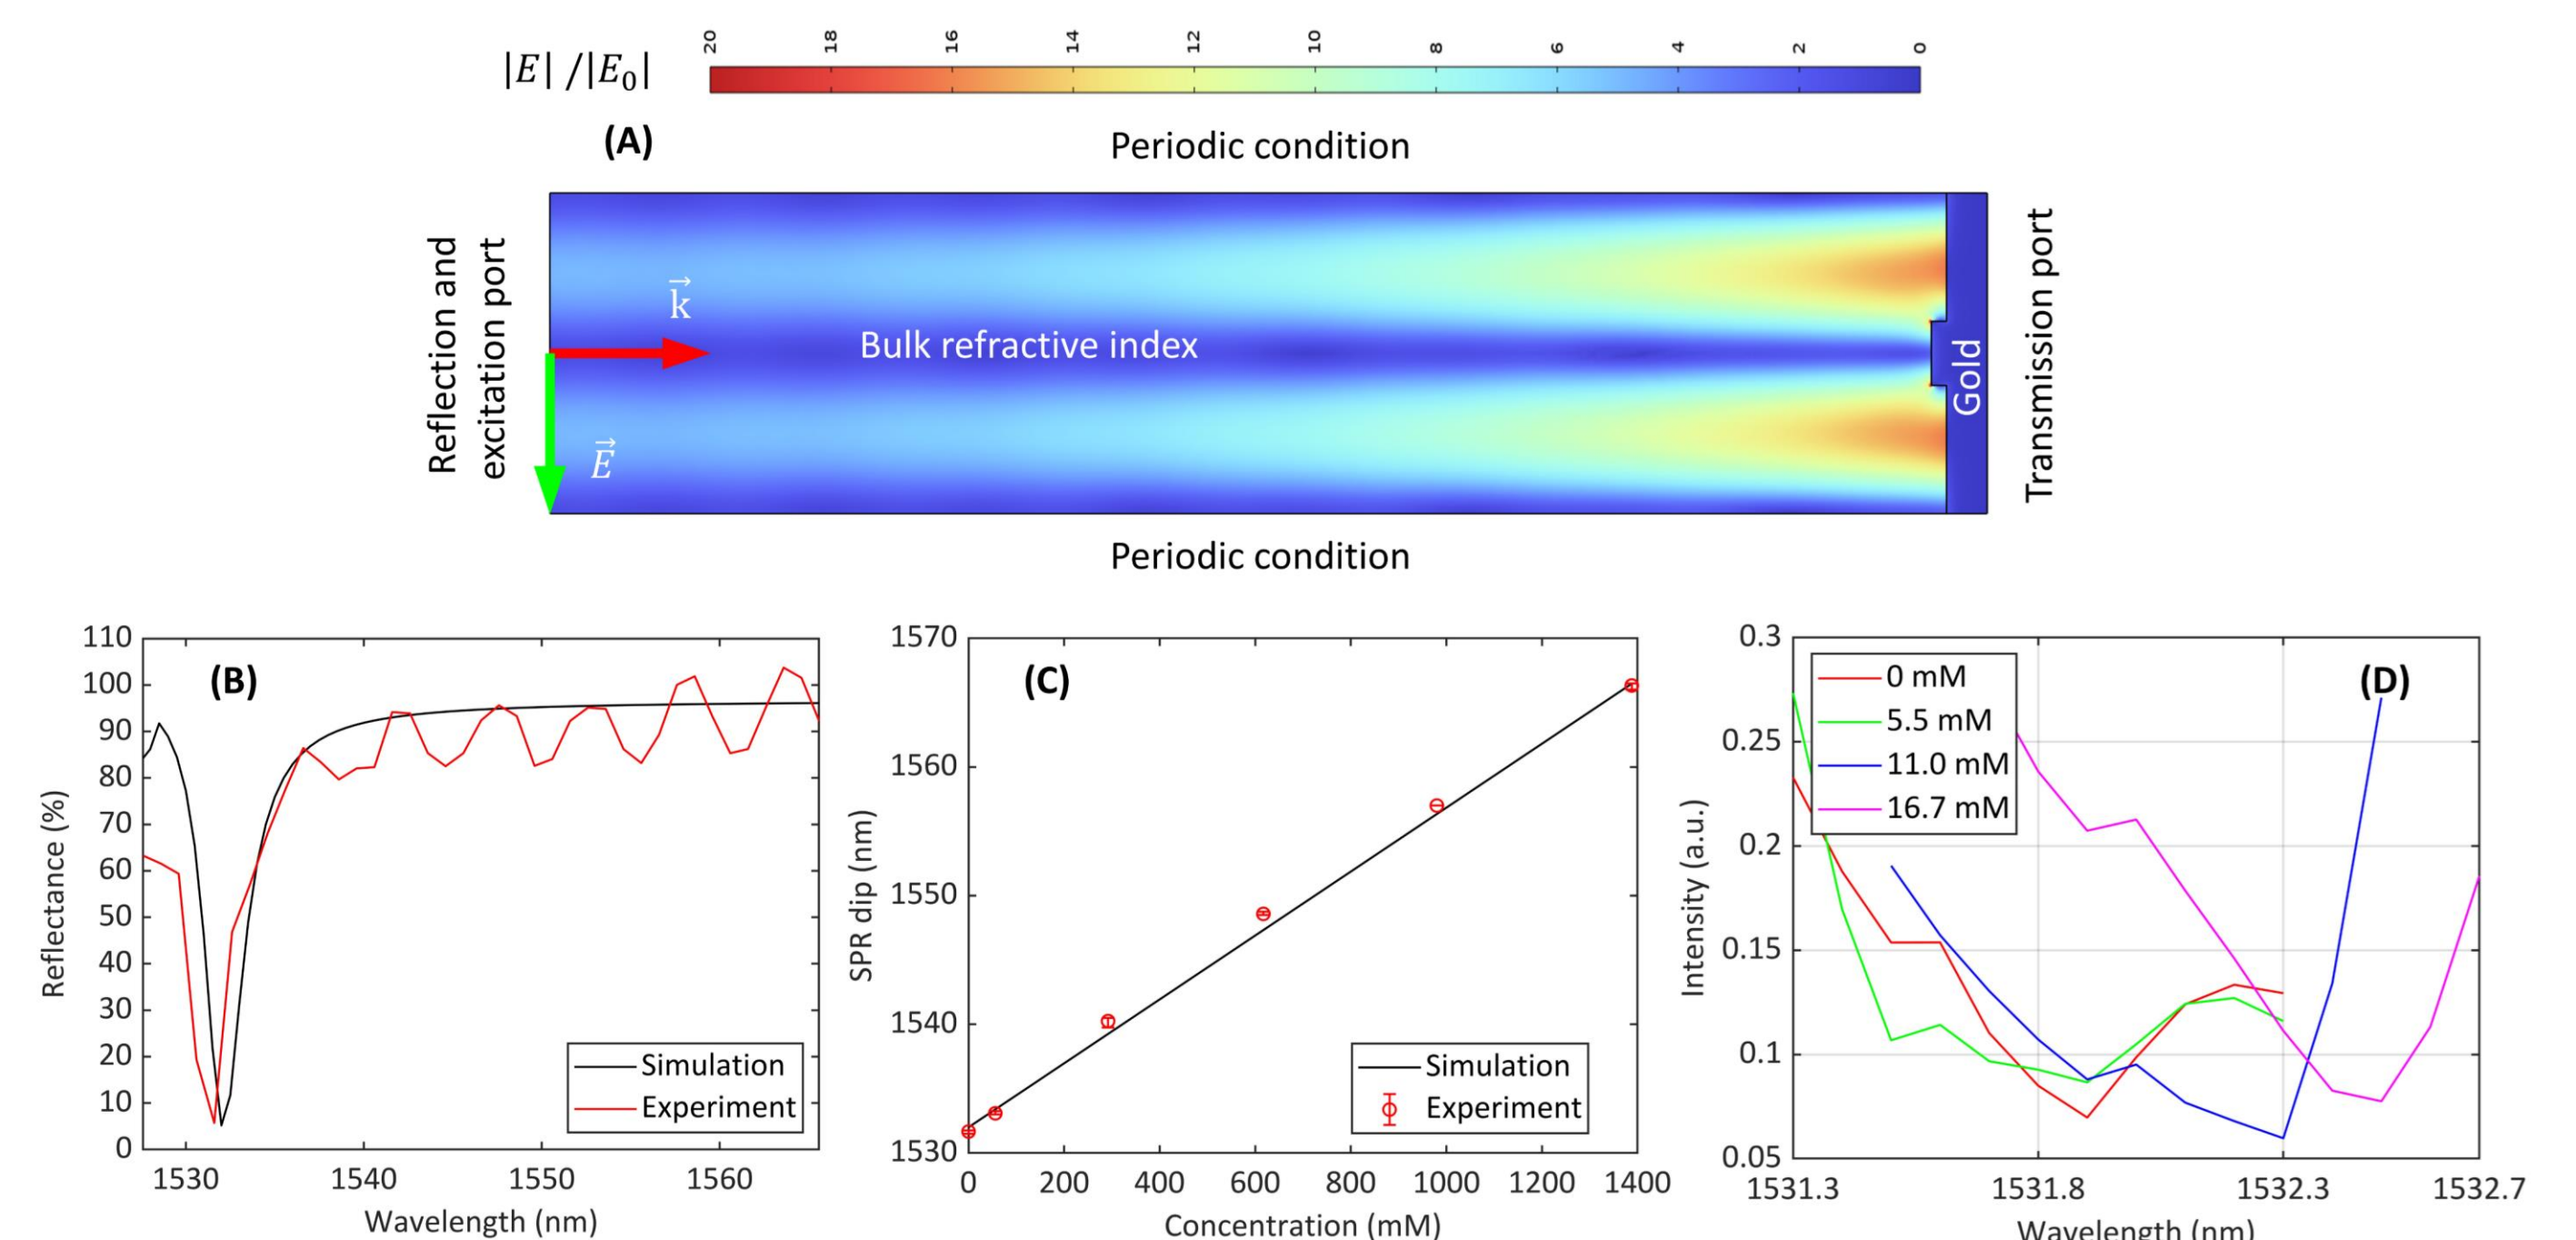 20 18 16 14 12 10 8 6 4 2 0
|E| /|E₀|
(A)
Periodic condition
Reflection and
excitation port
k⃗
Bulk refractive index
E⃗
Gold
Transmission port
Periodic condition
(B)
110
100
90
80
70
60
50
40
30
20
10
0
Reflectance (%)
Simulation
Experiment
1530 1540 1550 1560
Wavelength (nm)
(C)
1570
1560
1550
1540
1530
SPR dip (nm)
Simulation
Experiment
0 200 400 600 800 1000 1200 1400
Concentration (mM)
(D)
0.3
0.25
0.2
0.15
0.1
0.05
Intensity (a.u.)
0 mM
5.5 mM
11.0 mM
16.7 mM
1531.3 1531.8 1532.3 1532.7
Wavelength (nm)